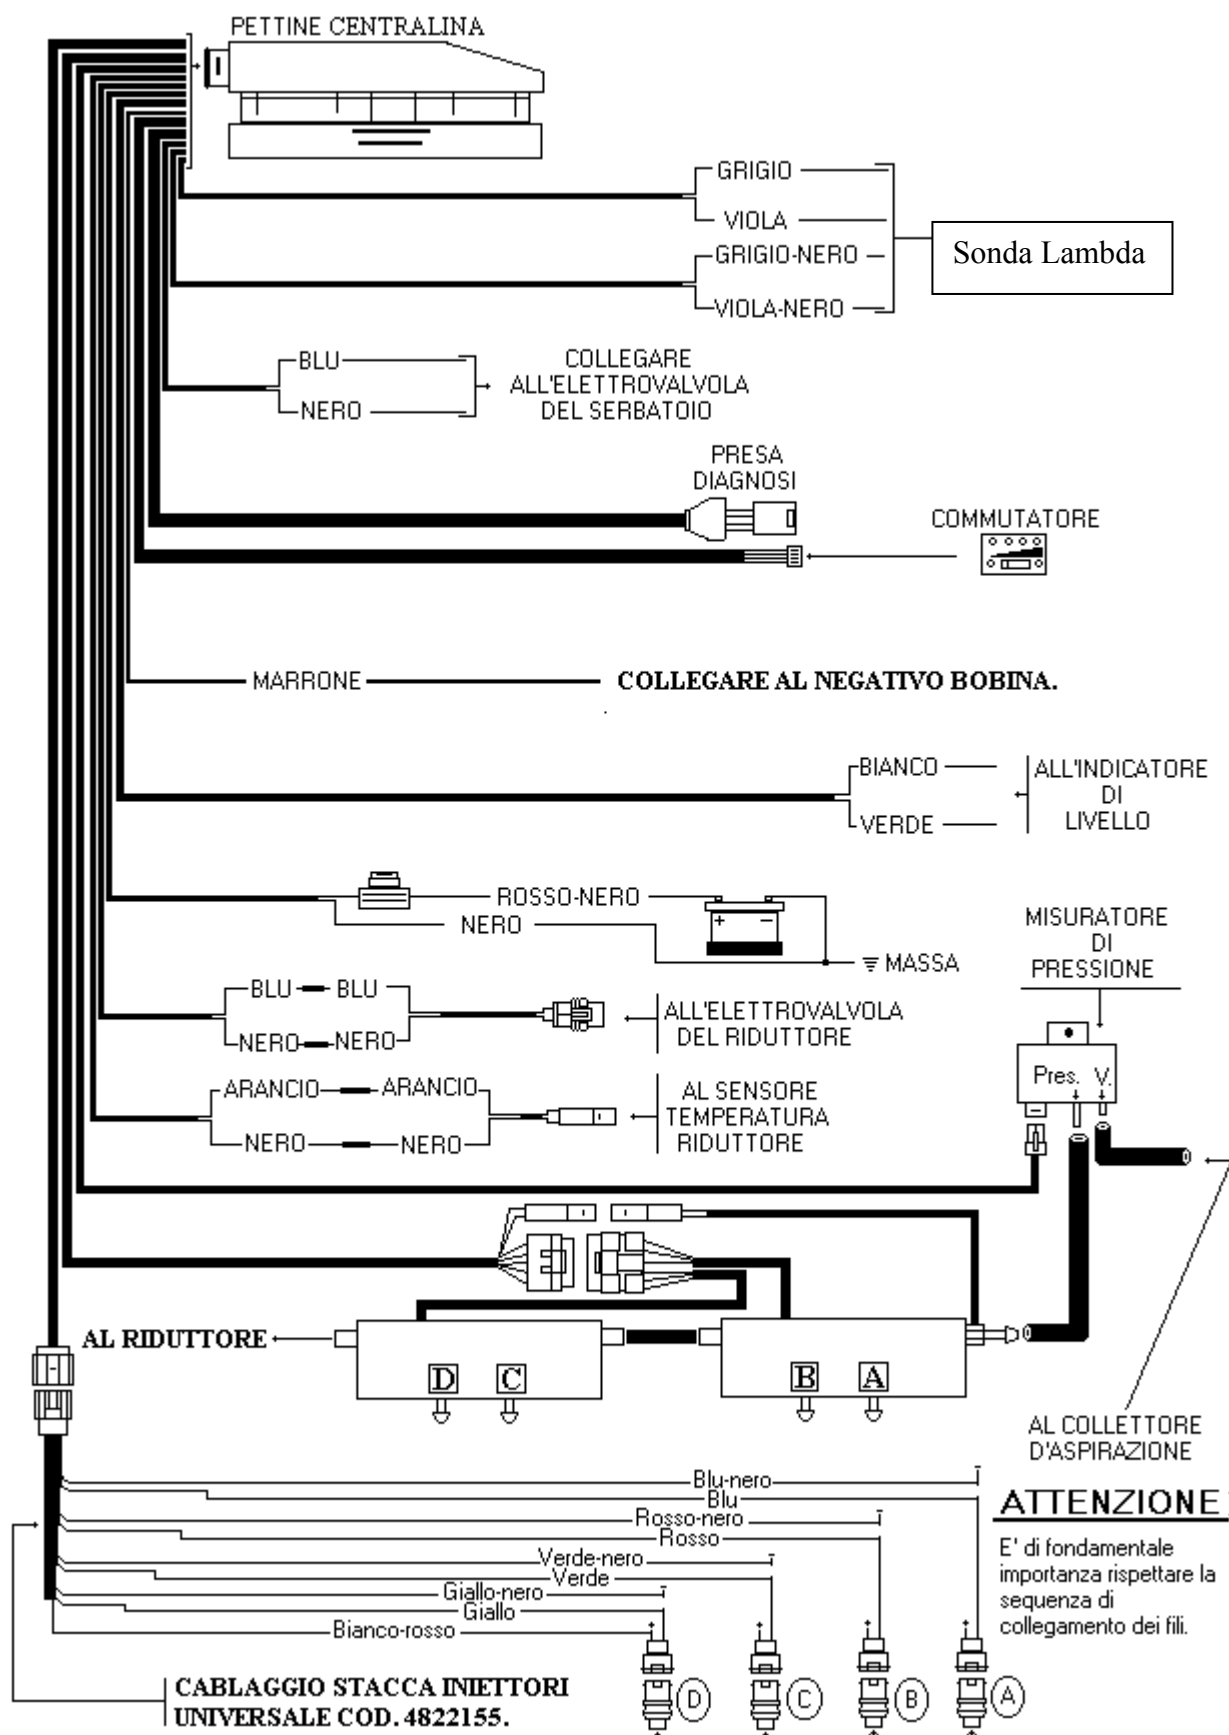 PETTINE CENTRALINA
GRIGIO
VIOLA
GRIGIO-NERO
VIOLA-NERO
Sonda Lambda
BLU
NERO
COLLEGARE
ALL'ELETTROVALVOLA
DEL SERBATOIO
PRESA
DIAGNOSI
COMMUTATORE
MARRONE
COLLEGARE AL NEGATIVO BOBINA.
BIANCO
VERDE
ALL'INDICATORE
DI
LIVELLO
ROSSO-NERO
NERO
+ −
MASSA
MISURATORE
DI
PRESSIONE
BLU BLU
NERO NERO
ALL'ELETTROVALVOLA
DEL RIDUTTORE
Pres. V.
ARANCIO ARANCIO
NERO NERO
AL SENSORE
TEMPERATURA
RIDUTTORE
AL RIDUTTORE
D C B A
AL COLLETTORE
D'ASPIRAZIONE
Blu-nero
Blu
Rosso-nero
Rosso
Verde-nero
Verde
Giallo-nero
Giallo
Bianco-rosso
ATTENZIONE
E' di fondamentale
importanza rispettare la
sequenza di
collegamento dei fili.
D C B A
CABLAGGIO STACCA INIETTORI
UNIVERSALE COD. 4822155.